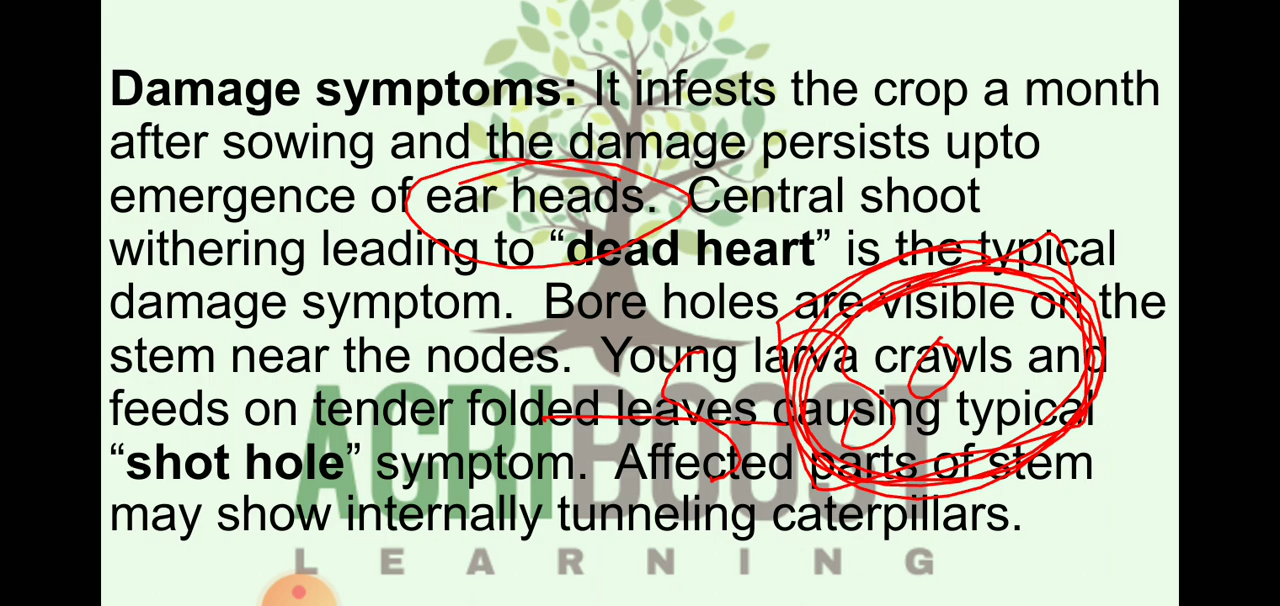 Damage symptoms: It infests the crop a month
after sowing and the damage persists upto
emergence of ear heads.  Central shoot
withering leading to “dead heart” is the typical
damage symptom.  Bore holes are visible on the
stem near the nodes.  Young larva crawls and
feeds on tender folded leaves causing typical
“shot hole” symptom.  Affected parts of stem
may show internally tunneling caterpillars.
AGRIBOOST
LEARNING